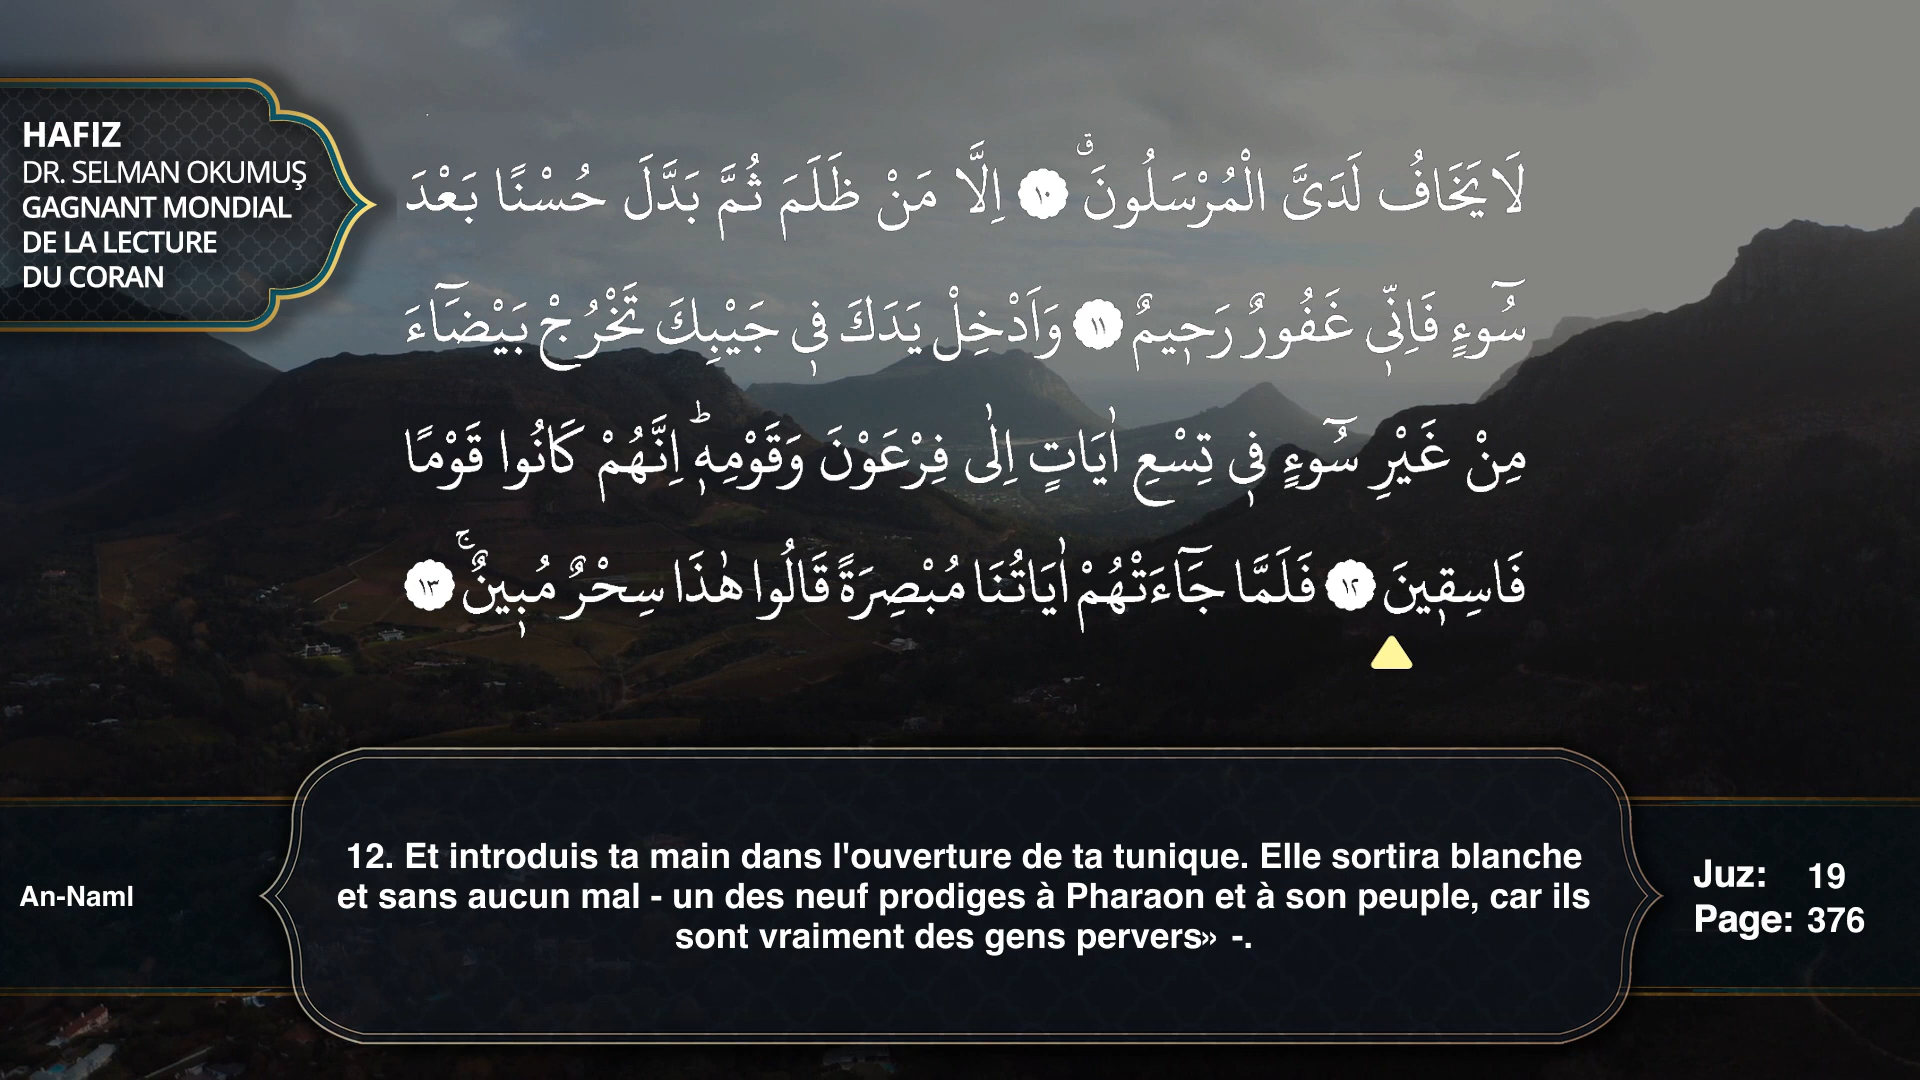 HAFIZ
DR. SELMAN OKUMUŞ
GAGNANT MONDIAL
DE LA LECTURE
DU CORAN
لَا يَخَافُ لَدَىَّ الْمُرْسَلُونَۗ ﴿١٠﴾ اِلَّا مَنْ ظَلَمَ ثُمَّ بَدَّلَ حُسْنًا بَعْدَ
سُٓوءٍ فَاِنّ۪ي غَفُورٌ رَح۪يمٌ ﴿١١﴾ وَاَدْخِلْ يَدَكَ ف۪ي جَيْبِكَ تَخْرُجْ بَيْضَٓاءَ
مِنْ غَيْرِ سُٓوءٍ ف۪ي تِسْعِ اٰيَاتٍ اِلٰى فِرْعَوْنَ وَقَوْمِه۪ۜ اِنَّهُمْ كَانُوا قَوْمًا
فَاسِق۪ينَ ﴿١٢﴾ فَلَمَّا جَٓاءَتْهُمْ اٰيَاتُنَا مُبْصِرَةً قَالُوا هٰذَا سِحْرٌ مُب۪ينٌۚ ﴿١٣﴾
12. Et introduis ta main dans l'ouverture de ta tunique. Elle sortira blanche
et sans aucun mal - un des neuf prodiges à Pharaon et à son peuple, car ils
sont vraiment des gens pervers» -.
An-Naml
Juz: 19
Page: 376